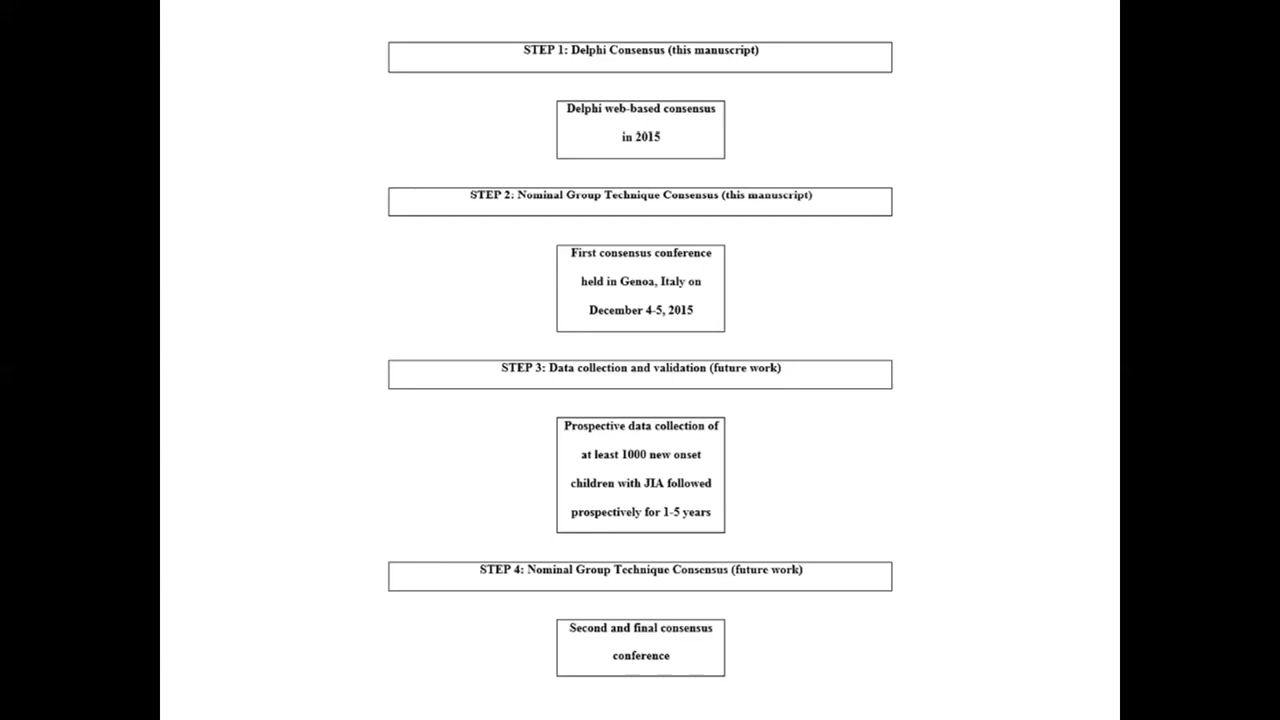 STEP 1: Delphi Consensus (this manuscript)
Delphi web-based consensus
in 2015
STEP 2: Nominal Group Technique Consensus (this manuscript)
First consensus conference
held in Genoa, Italy on
December 4-5, 2015
STEP 3: Data collection and validation (future work)
Prospective data collection of
at least 1000 new onset
children with JIA followed
prospectively for 1-5 years
STEP 4: Nominal Group Technique Consensus (future work)
Second and final consensus
conference